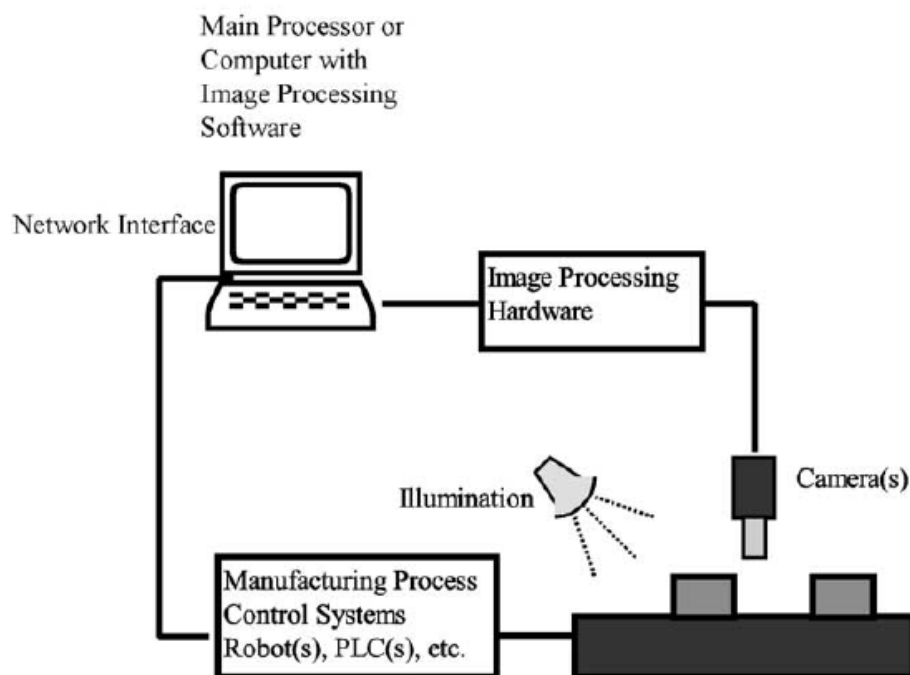 Main Processor or
Computer with
Image Processing
Software
Network Interface
Image Processing
Hardware
Illumination
Camera(s)
Manufacturing Process
Control Systems
Robot(s), PLC(s), etc.